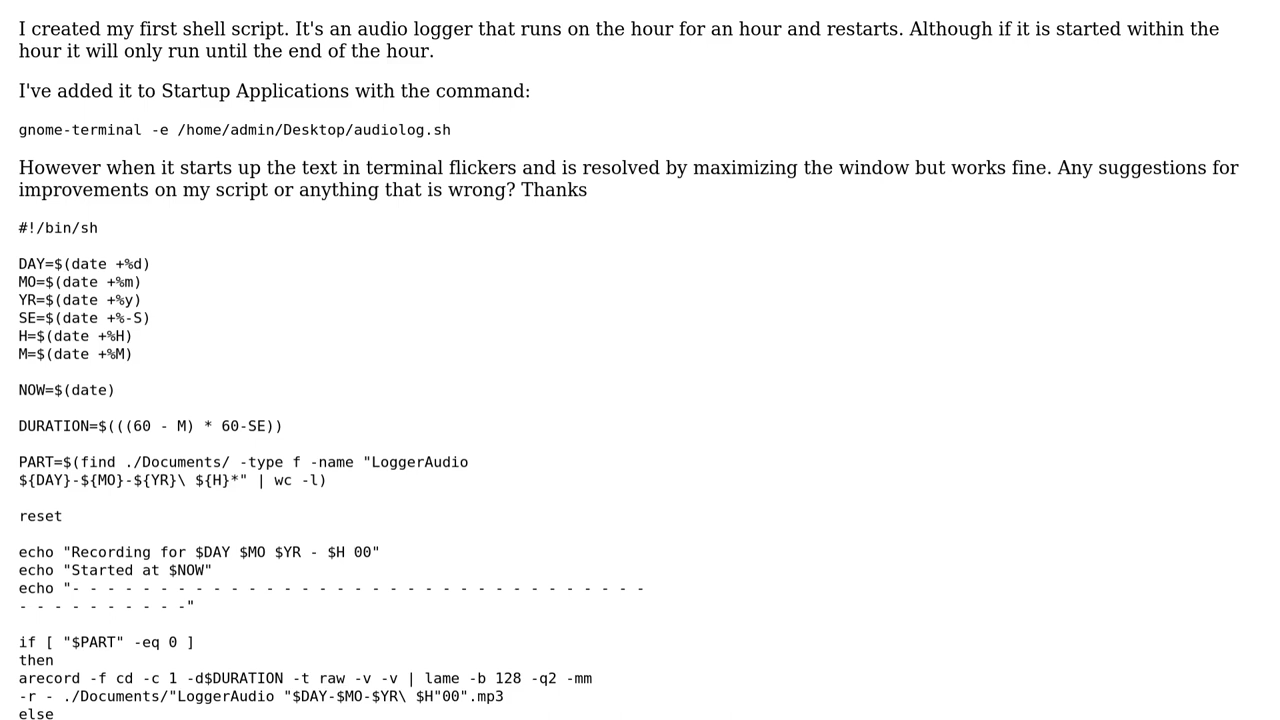 I created my first shell script. It's an audio logger that runs on the hour for an hour and restarts. Although if it is started within the
hour it will only run until the end of the hour.
I've added it to Startup Applications with the command:
gnome-terminal -e /home/admin/Desktop/audiolog.sh
However when it starts up the text in terminal flickers and is resolved by maximizing the window but works fine. Any suggestions for
improvements on my script or anything that is wrong? Thanks
#!/bin/sh
DAY=$(date +%d)
MO=$(date +%m)
YR=$(date +%y)
SE=$(date +%-S)
H=$(date +%H)
M=$(date +%M)
NOW=$(date)
DURATION=$(((60 - M) * 60-SE))
PART=$(find ./Documents/ -type f -name "LoggerAudio
${DAY}-${MO}-${YR}\ ${H}*" | wc -l)
reset
echo "Recording for $DAY $MO $YR - $H 00"
echo "Started at $NOW"
echo "- - - - - - - - - - - - - - - - - - - - - - - - - - - - - - - - -
- - - - - - - - - -"
if [ "$PART" -eq 0 ]
then
arecord -f cd -c 1 -d$DURATION -t raw -v -v | lame -b 128 -q2 -mm
-r - ./Documents/"LoggerAudio "$DAY-$MO-$YR\ $H"00".mp3
else